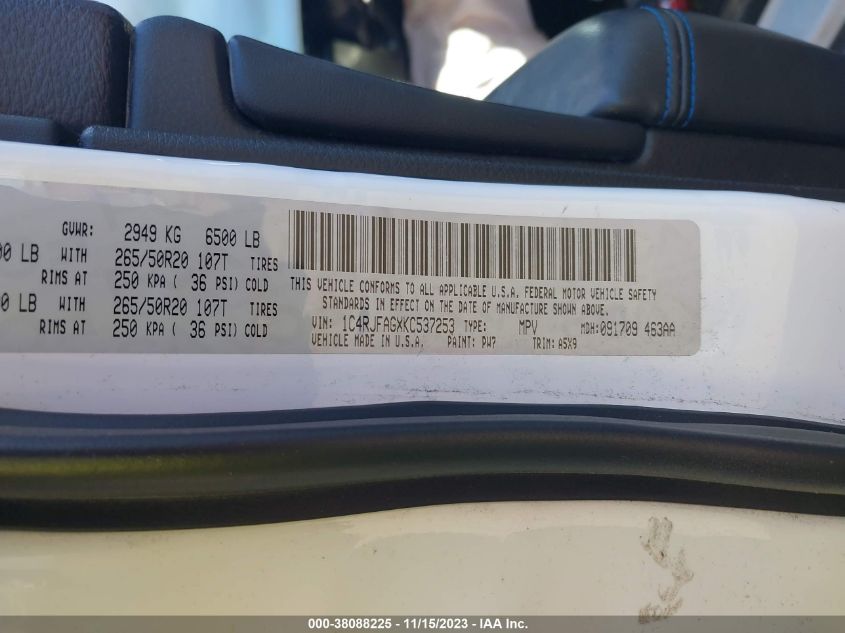 GVWR: 2949 KG 6500 LB
00 LB WITH 265/50R20 107T TIRES
RIMS AT 250 KPA ( 36 PSI) COLD
0 LB WITH 265/50R20 107T TIRES
RIMS AT 250 KPA ( 36 PSI) COLD
THIS VEHICLE CONFORMS TO ALL APPLICABLE U.S.A. FEDERAL MOTOR VEHICLE SAFETY
STANDARDS IN EFFECT ON THE DATE OF MANUFACTURE SHOWN ABOVE
VIN: 1C4RJFAGXKC537253 TYPE: MPV MDH:091709 463AA
VEHICLE MADE IN U.S.A. PAINT: PW7 TRIM: A5X9
000-38088225 - 11/15/2023 - IAA Inc.